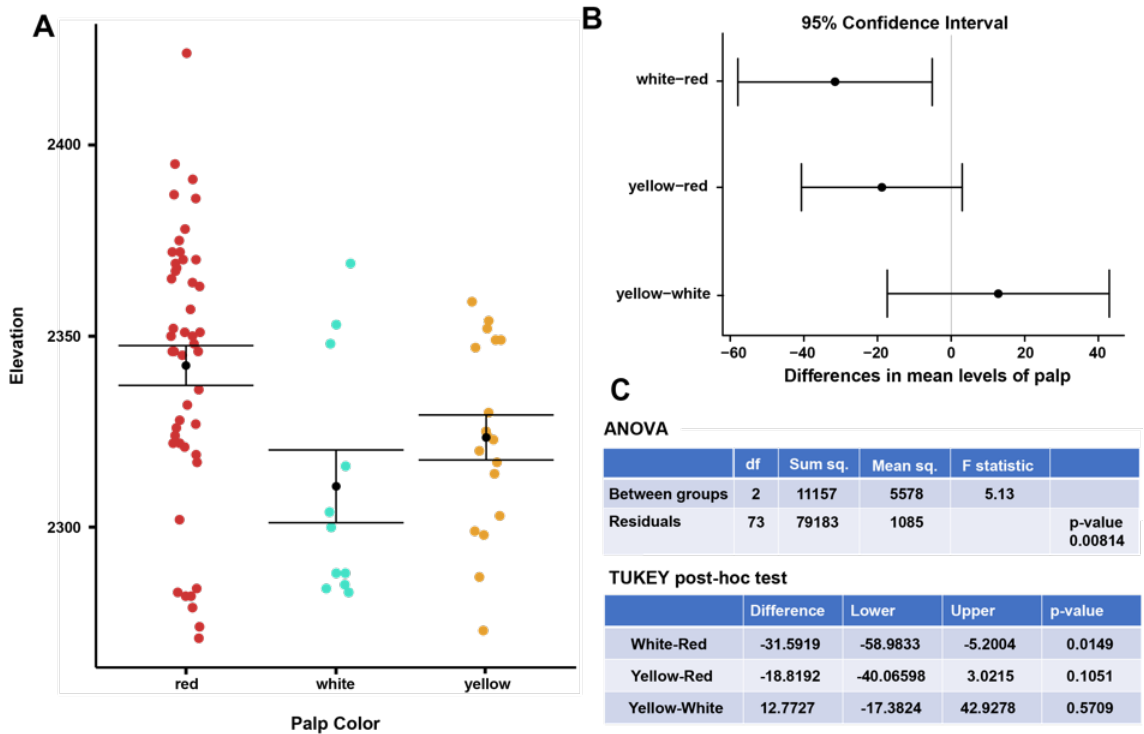 A
2400
2350
2300
Elevation
red white yellow
Palp Color
B
95% Confidence Interval
white−red
yellow−red
yellow−white
−60 −40 −20 0 20 40
Differences in mean levels of palp
C
ANOVA
df Sum sq. Mean sq. F statistic
Between groups 2 11157 5578 5.13
Residuals 73 79183 1085 p-value
0.00814
TUKEY post-hoc test
Difference Lower Upper p-value
White-Red -31.5919 -58.9833 -5.2004 0.0149
Yellow-Red -18.8192 -40.06598 3.0215 0.1051
Yellow-White 12.7727 -17.3824 42.9278 0.5709